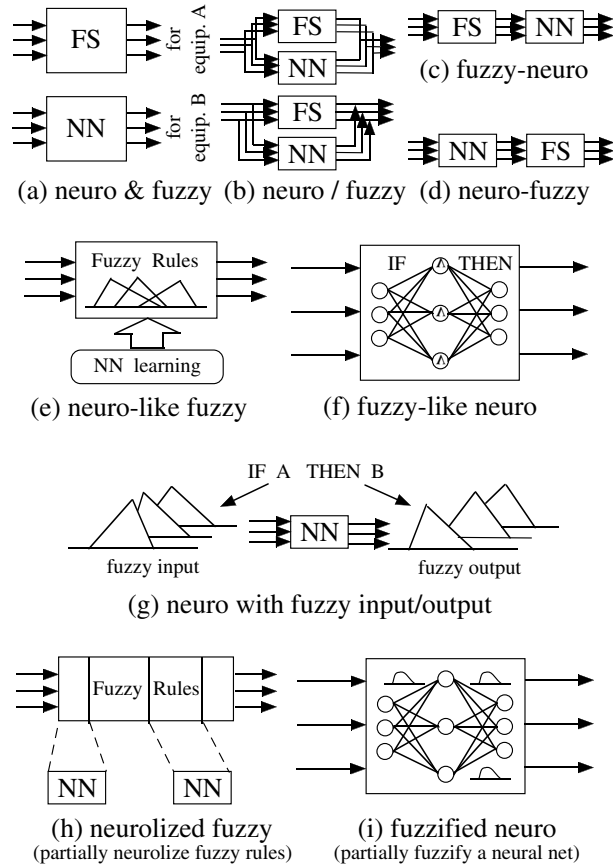 FS
for
equip. A
NN
for
equip. B
(a) neuro & fuzzy
FS
NN
FS
NN
(b) neuro / fuzzy
FS NN
(c) fuzzy-neuro
NN FS
(d) neuro-fuzzy
Fuzzy Rules
NN learning
(e) neuro-like fuzzy
IF THEN
Λ
Λ
Λ
(f) fuzzy-like neuro
IF A THEN B
NN
fuzzy input
fuzzy output
(g) neuro with fuzzy input/output
Fuzzy Rules
NN NN
(h) neurolized fuzzy
(partially neurolize fuzzy rules)
(i) fuzzified neuro
(partially fuzzify a neural net)